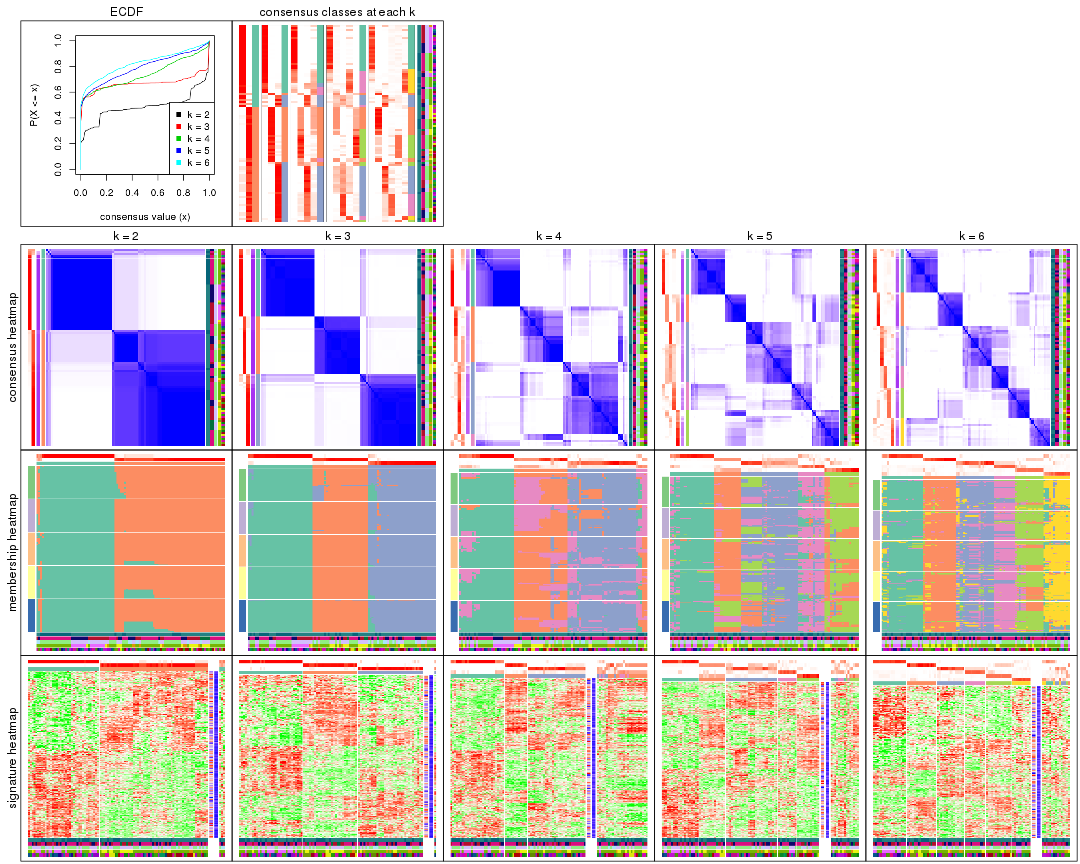 ECDF
consensus classes at each k
P(X <= x)
0.0 0.2 0.4 0.6 0.8 1.0
k = 2
k = 3
k = 4
k = 5
k = 6
0.0 0.2 0.4 0.6 0.8 1.0
consensus value (x)
k = 2
k = 3
k = 4
k = 5
k = 6
consensus heatmap
membership heatmap
signature heatmap